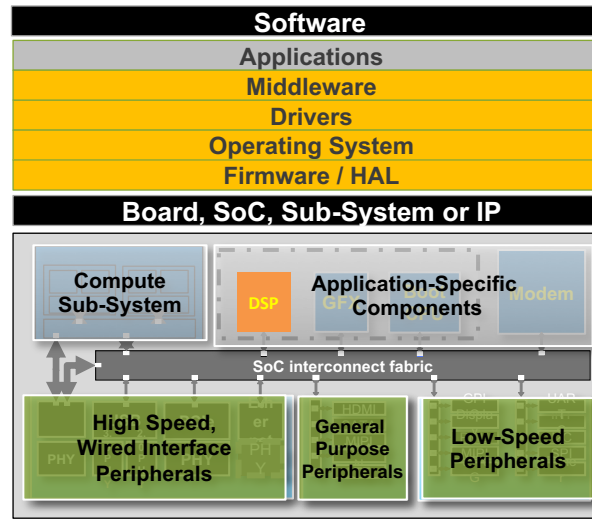 Software
Applications
Middleware
Drivers
Operating System
Firmware / HAL
Board, SoC, Sub-System or IP
Compute
Sub-System
DSP
GFX
Application-Specific
Components
Modem
SoC interconnect fabric
High Speed,
Wired Interface
Peripherals
PHY
PHY
General
Purpose
Peripherals
HDMI
MIPI
Low-Speed
Peripherals